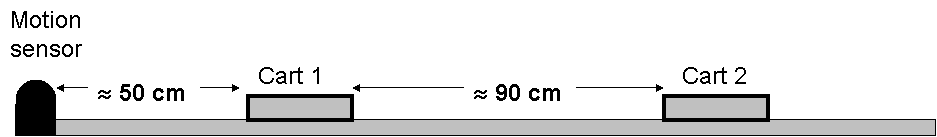 Motion
sensor
≈ 50 cm
Cart 1
≈ 90 cm
Cart 2